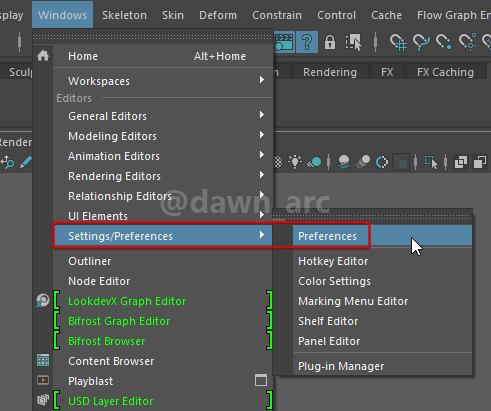 splay Windows Skeleton Skin Deform Constrain Control Cache Flow Graph En
Home Alt+Home
Workspaces
Editors
Sculp Rendering FX FX Caching
General Editors
Modeling Editors
Render
Animation Editors
Rendering Editors
Relationship Editors
@dawn_arc
UI Elements
Settings/Preferences Preferences
Outliner Hotkey Editor
Node Editor Color Settings
LookdevX Graph Editor Marking Menu Editor
Bifrost Graph Editor Shelf Editor
Bifrost Browser Panel Editor
Content Browser Plug-in Manager
Playblast
USD Layer Editor